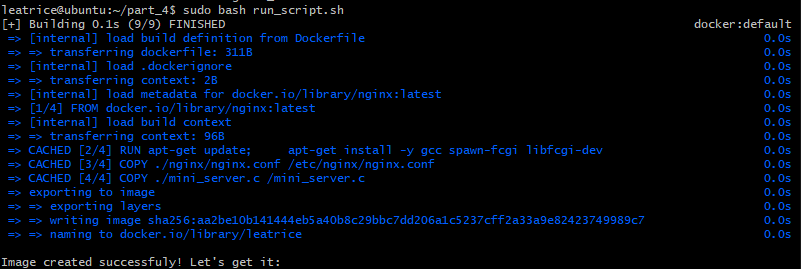 leatrice@ubuntu:~/part_4$ sudo bash run_script.sh
[+] Building 0.1s (9/9) FINISHED docker:default
=> [internal] load build definition from Dockerfile 0.0s
=> => transferring dockerfile: 311B 0.0s
=> [internal] load .dockerignore 0.0s
=> => transferring context: 2B 0.0s
=> [internal] load metadata for docker.io/library/nginx:latest 0.0s
=> [1/4] FROM docker.io/library/nginx:latest 0.0s
=> [internal] load build context 0.0s
=> => transferring context: 96B 0.0s
=> CACHED [2/4] RUN apt-get update;     apt-get install -y gcc spawn-fcgi libfcgi-dev 0.0s
=> CACHED [3/4] COPY ./nginx/nginx.conf /etc/nginx/nginx.conf 0.0s
=> CACHED [4/4] COPY ./mini_server.c /mini_server.c 0.0s
=> exporting to image 0.0s
=> => exporting layers 0.0s
=> => writing image sha256:aa2be10b141444eb5a40b8c29bbc7dd206a1c5237cff2a33a9e82423749989c7 0.0s
=> => naming to docker.io/library/leatrice 0.0s
Image created successfuly! Let's get it: